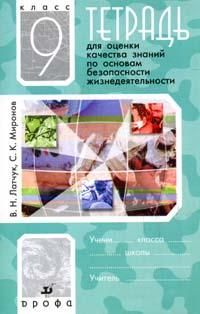 класс
9
ТЕТРАДЬ
для оценки
качества знаний
по основам
безопасности
жизнедеятельности
В. Н. Латчук, С. К. Миронов
Учени.......... класса ..........
.......... школы ..........
Учитель ..........
дрофа